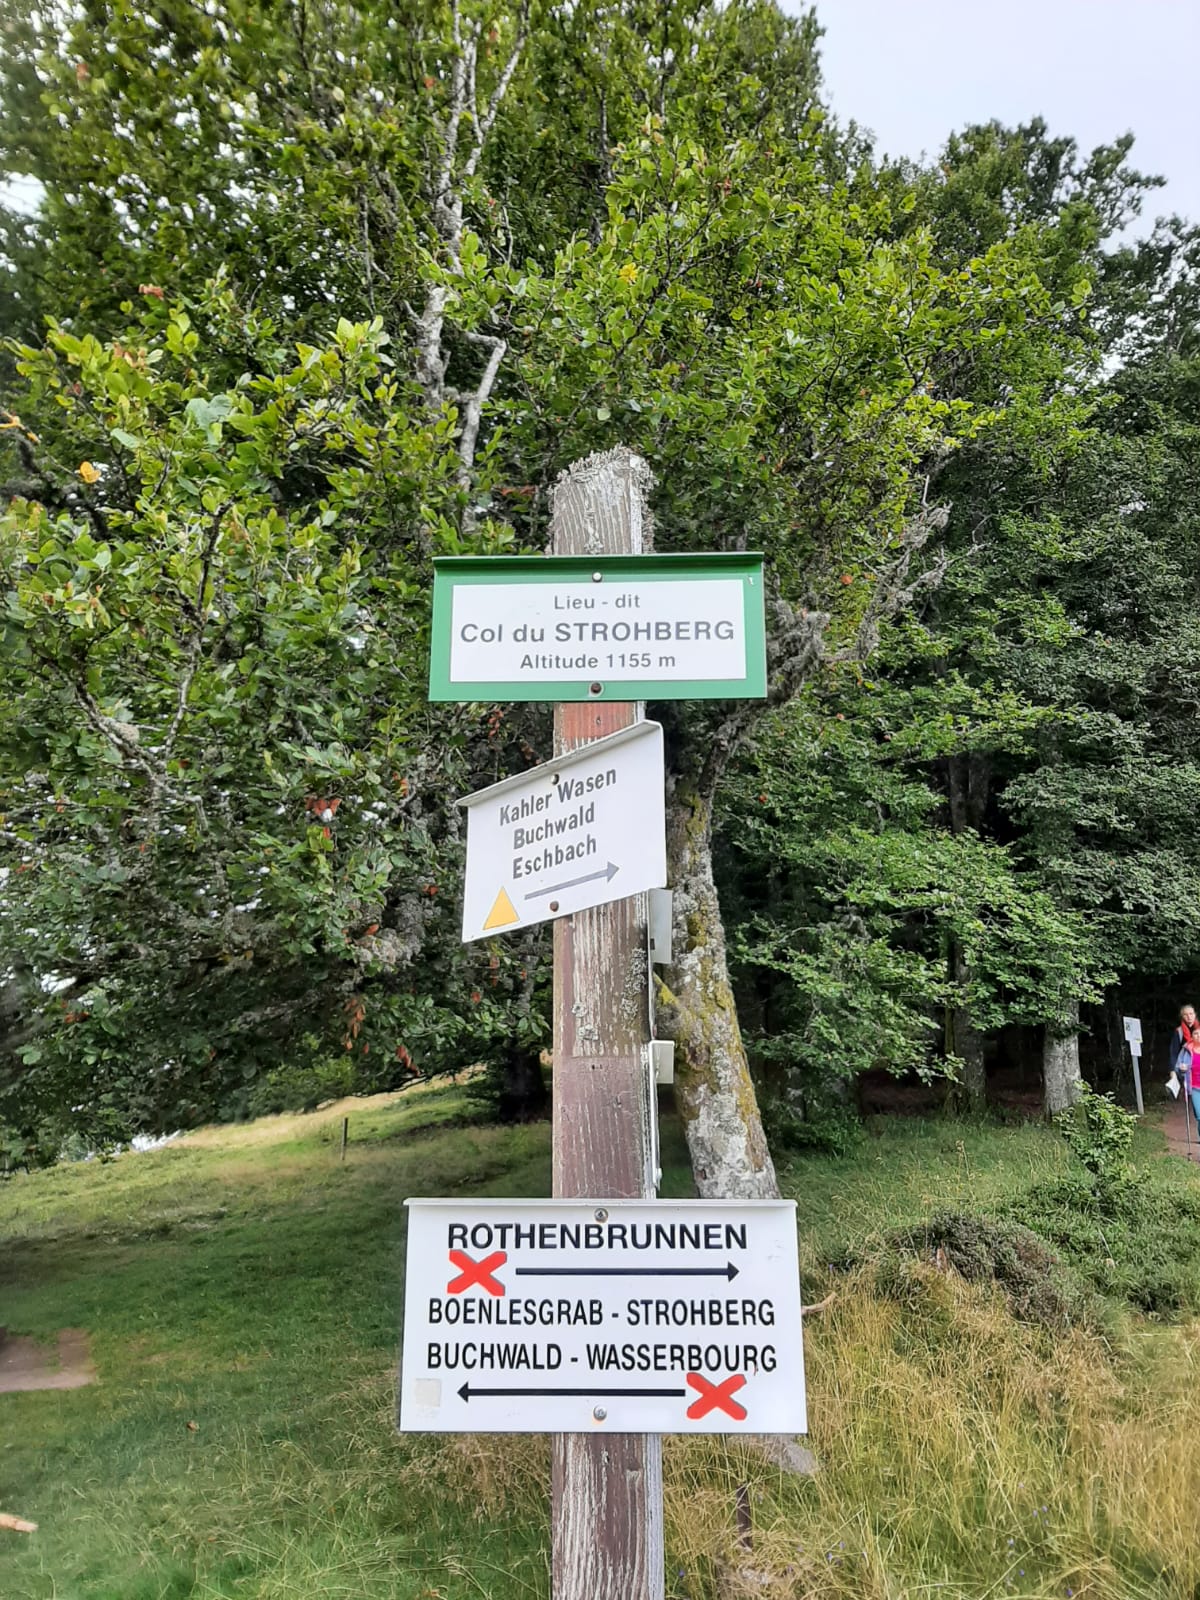 Lieu - dit
Col du STROHBERG
Altitude 1155 m
Kahler Wasen
Buchwald
Eschbach
ROTHENBRUNNEN
BOENLESGRAB - STROHBERG
BUCHWALD - WASSERBOURG